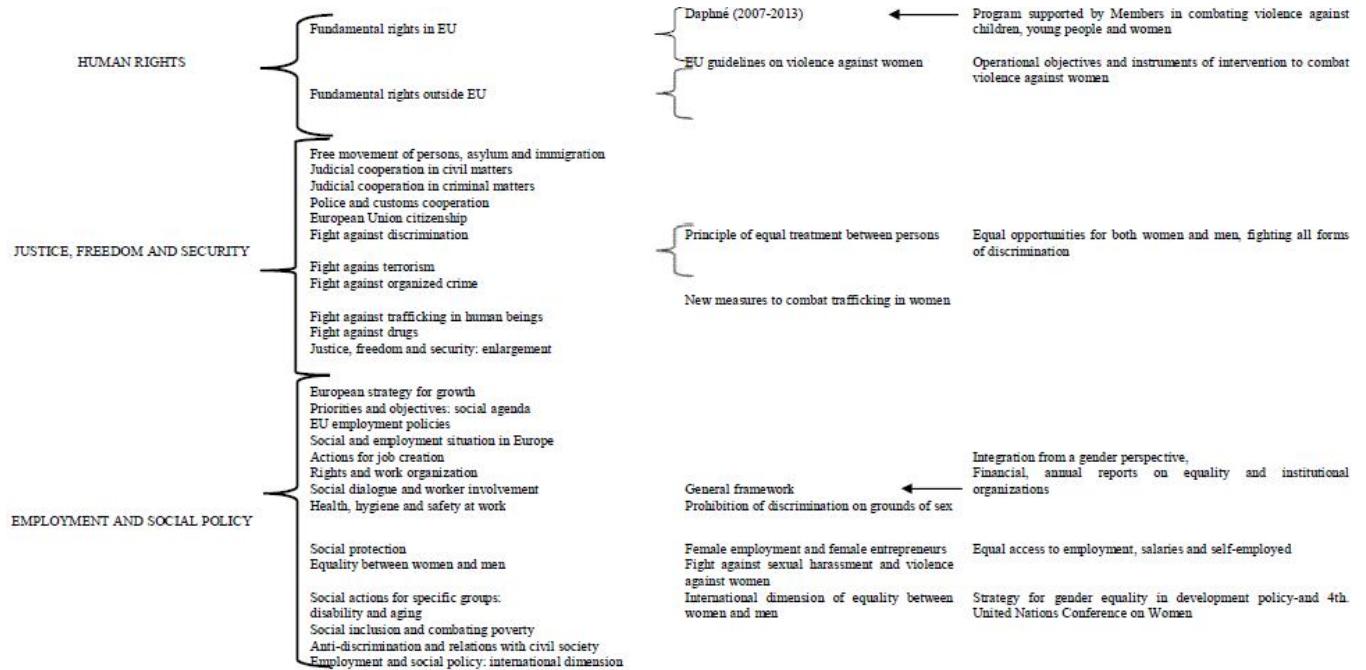 HUMAN RIGHTS
Fundamental rights in EU
Fundamental rights outside EU
Daphné (2007-2013)
EU guidelines on violence against women
Program supported by Members in combating violence against
children, young people and women
Operational objectives and instruments of intervention to combat
violence against women
JUSTICE, FREEDOM AND SECURITY
Free movement of persons, asylum and immigration
Judicial cooperation in civil matters
Judicial cooperation in criminal matters
Police and customs cooperation
European Union citizenship
Fight against discrimination
Fight agains terrorism
Fight against organized crime
Fight against trafficking in human beings
Fight against drugs
Justice, freedom and security: enlargement
Principle of equal treatment between persons
New measures to combat trafficking in women
Equal opportunities for both women and men, fighting all forms
of discrimination
EMPLOYMENT AND SOCIAL POLICY
European strategy for growth
Priorities and objectives: social agenda
EU employment policies
Social and employment situation in Europe
Actions for job creation
Rights and work organization
Social dialogue and worker involvement
Health, hygiene and safety at work
Social protection
Equality between women and men
Social actions for specific groups:
disability and aging
Social inclusion and combating poverty
Anti-discrimination and relations with civil society
Employment and social policy: international dimension
General framework
Prohibition of discrimination on grounds of sex
Female employment and female entrepreneurs
Fight against sexual harassment and violence
against women
International dimension of equality between
women and men
Integration from a gender perspective,
Financial, annual reports on equality and institutional
organizations
Equal access to employment, salaries and self-employed
Strategy for gender equality in development policy-and 4th.
United Nations Conference on Women